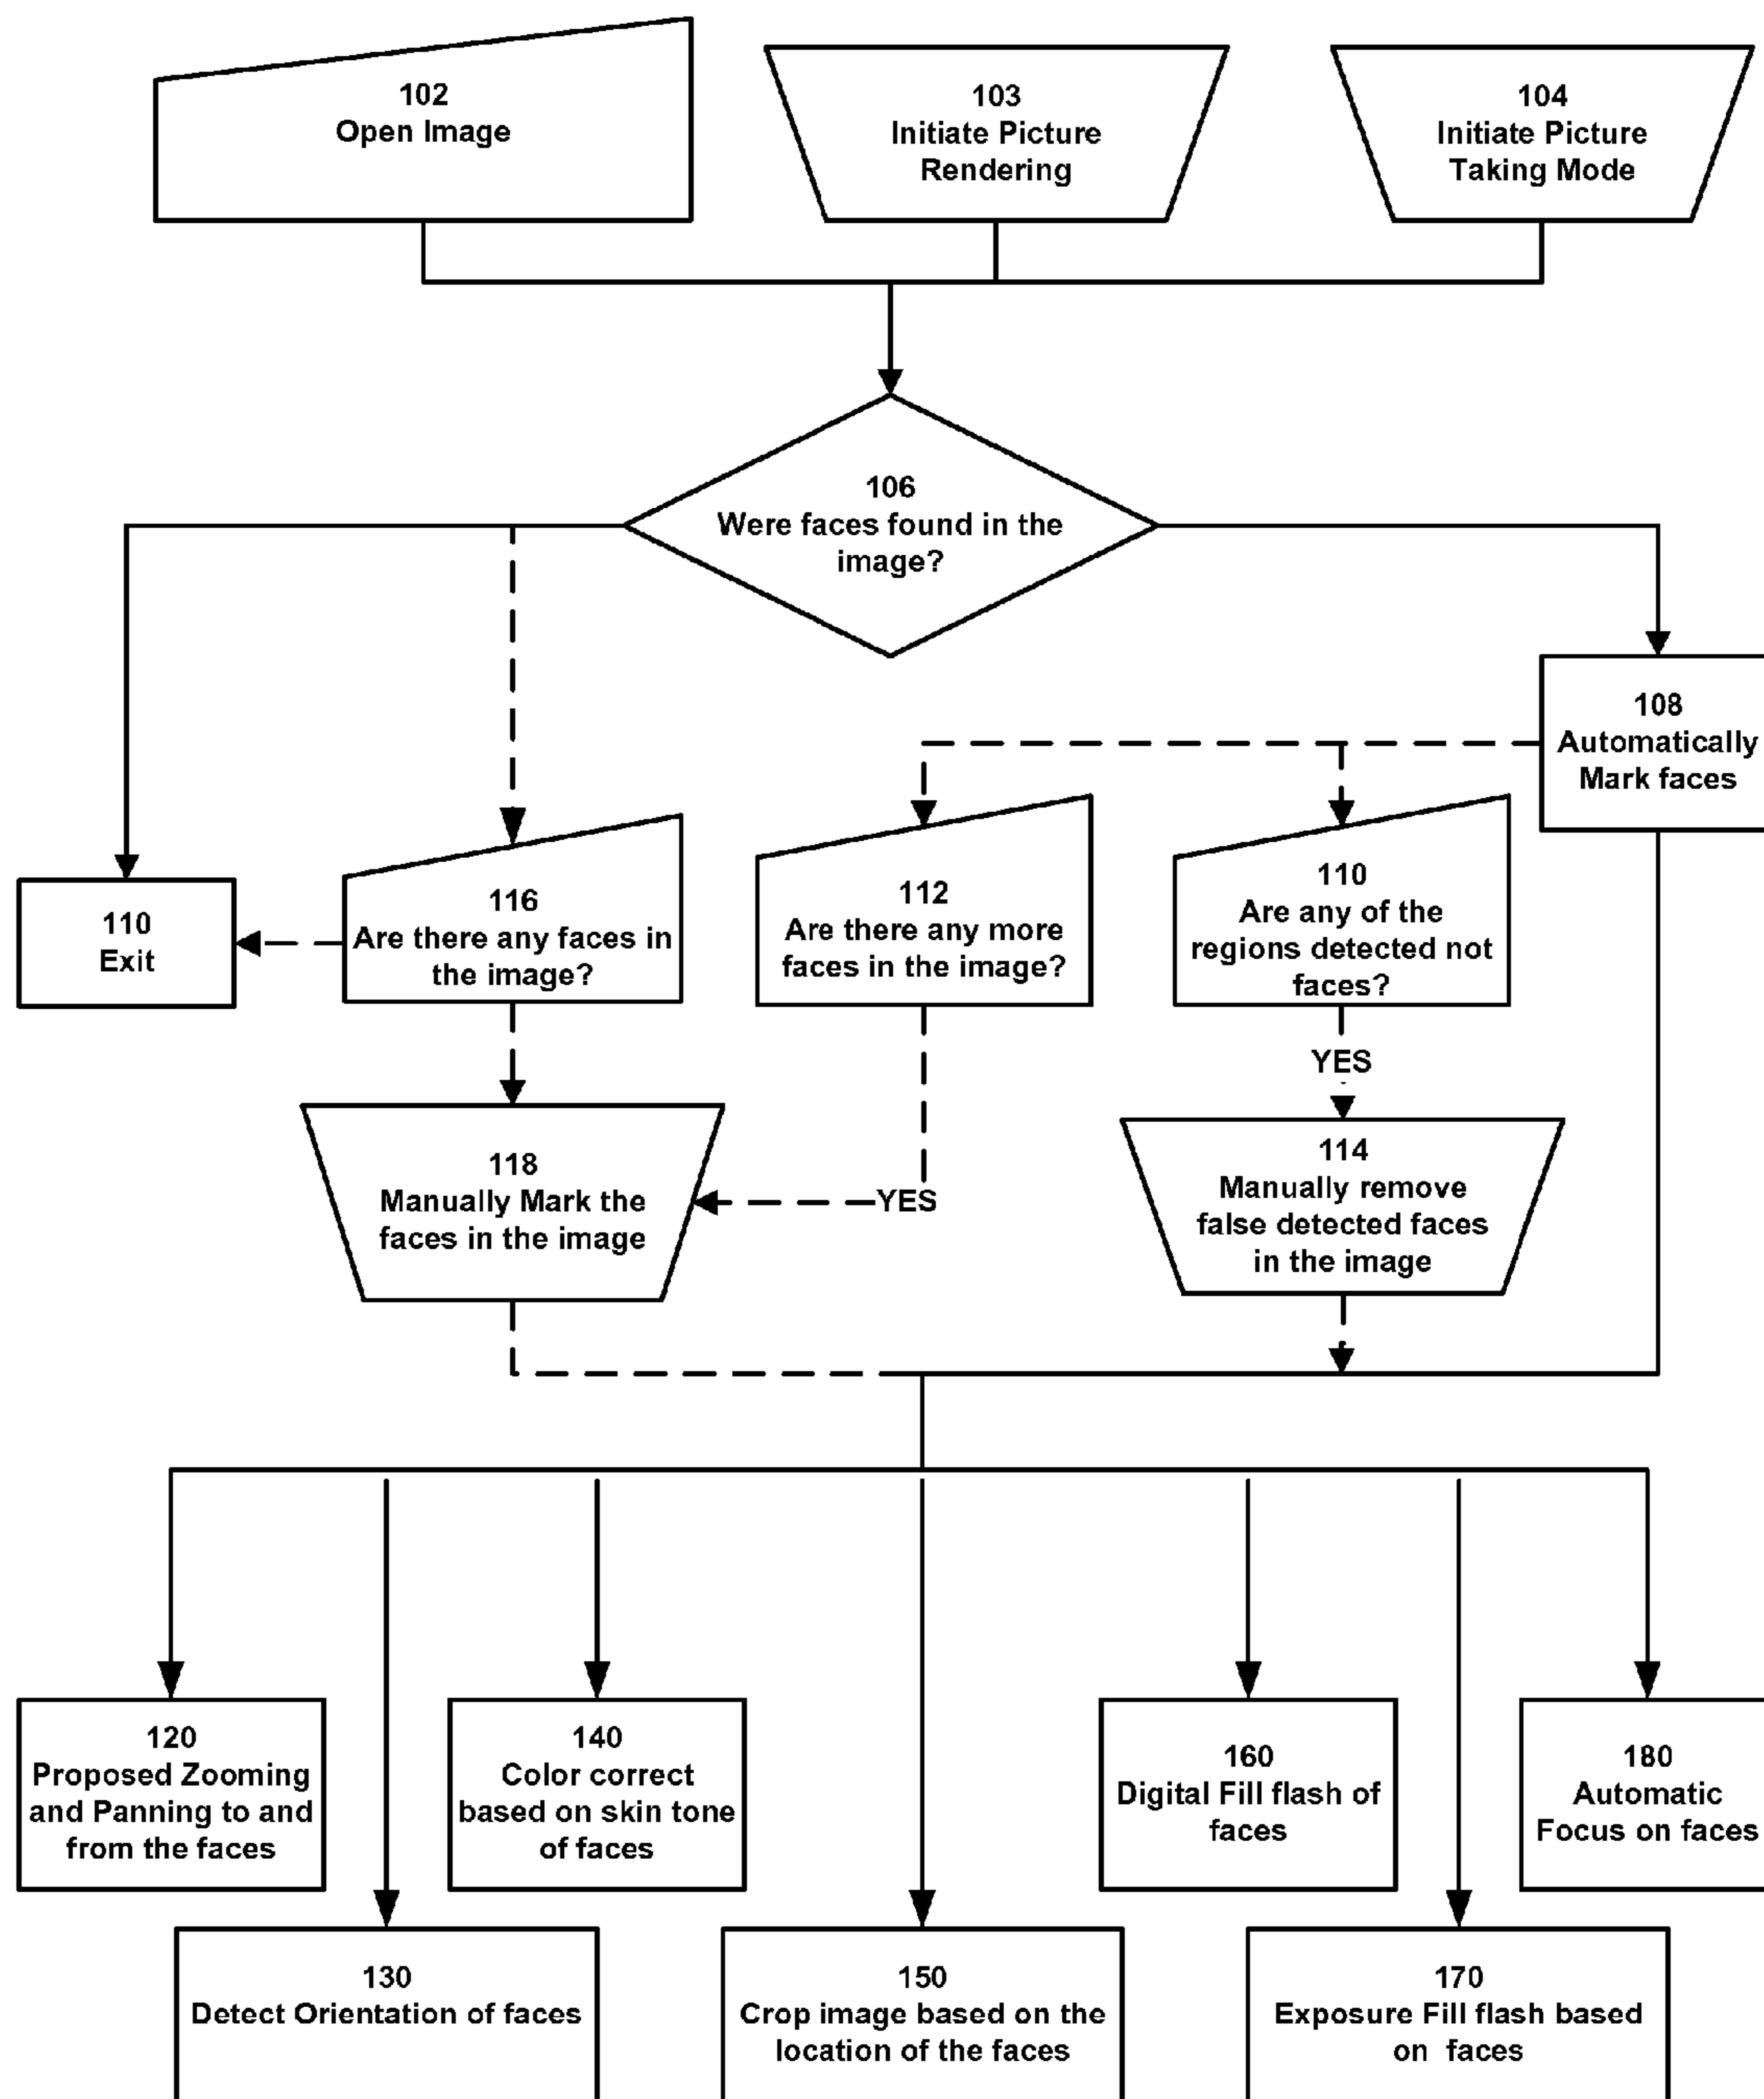 102
Open Image
103
Initiate Picture
Rendering
104
Initiate Picture
Taking Mode
106
Were faces found in the
image?
108
Automatically
Mark faces
110
Exit
116
Are there any faces in
the image?
112
Are there any more
faces in the image?
110
Are any of the
regions detected not
faces?
YES
118
Manually Mark the
faces in the image
YES
114
Manually remove
false detected faces
in the image
120
Proposed Zooming
and Panning to and
from the faces
140
Color correct
based on skin tone
of faces
160
Digital Fill flash of
faces
180
Automatic
Focus on faces
130
Detect Orientation of faces
150
Crop image based on the
location of the faces
170
Exposure Fill flash based
on faces